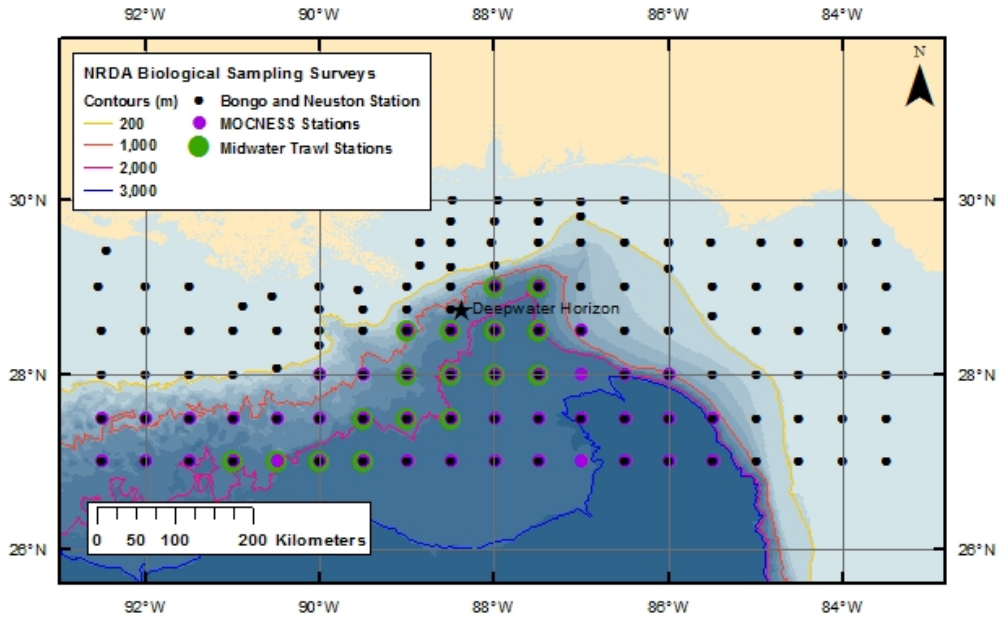 92°W 90°W 88°W 86°W 84°W
N
NRDA Biological Sampling Surveys
Contours (m)
200
1,000
2,000
3,000
Bongo and Neuston Station
MOCNESS Stations
Midwater Trawl Stations
30°N 30°N
Deepwater Horizon
28°N 28°N
0 50 100 200 Kilometers
26°N 26°N
92°W 90°W 88°W 86°W 84°W